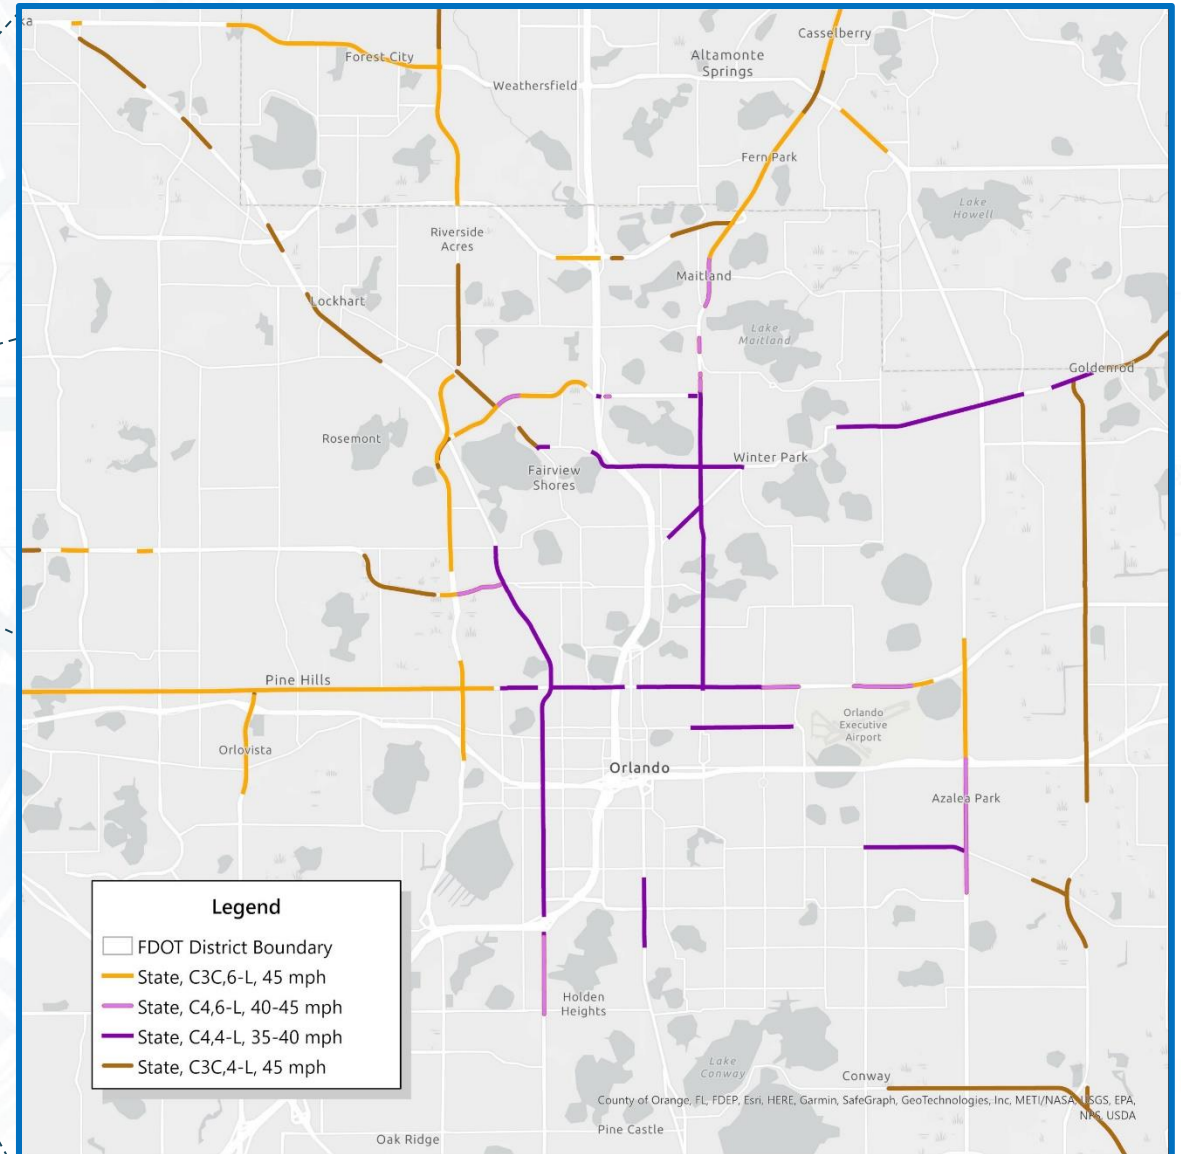 ka
Casselberry
Forest City
Altamonte
Springs
Weathersfield
Fern Park
Lake
Howell
Riverside
Acres
Maitland
Lockhart
Lake
Maitland
Goldenrod
Rosemont
Winter Park
Fairview
Shores
Pine Hills
Orlando
Executive
Airport
Orlovista
Orlando
Azalea Park
Legend
FDOT District Boundary
State, C3C,6-L, 45 mph
State, C4,6-L, 40-45 mph
State, C4,4-L, 35-40 mph
State, C3C,4-L, 45 mph
Holden
Heights
Lake
Conway
Conway
County of Orange, FL, FDEP, Esri, HERE, Garmin, SafeGraph, GeoTechnologies, Inc, METI/NASA, USGS, EPA,
NPS, USDA
Pine Castle
Oak Ridge